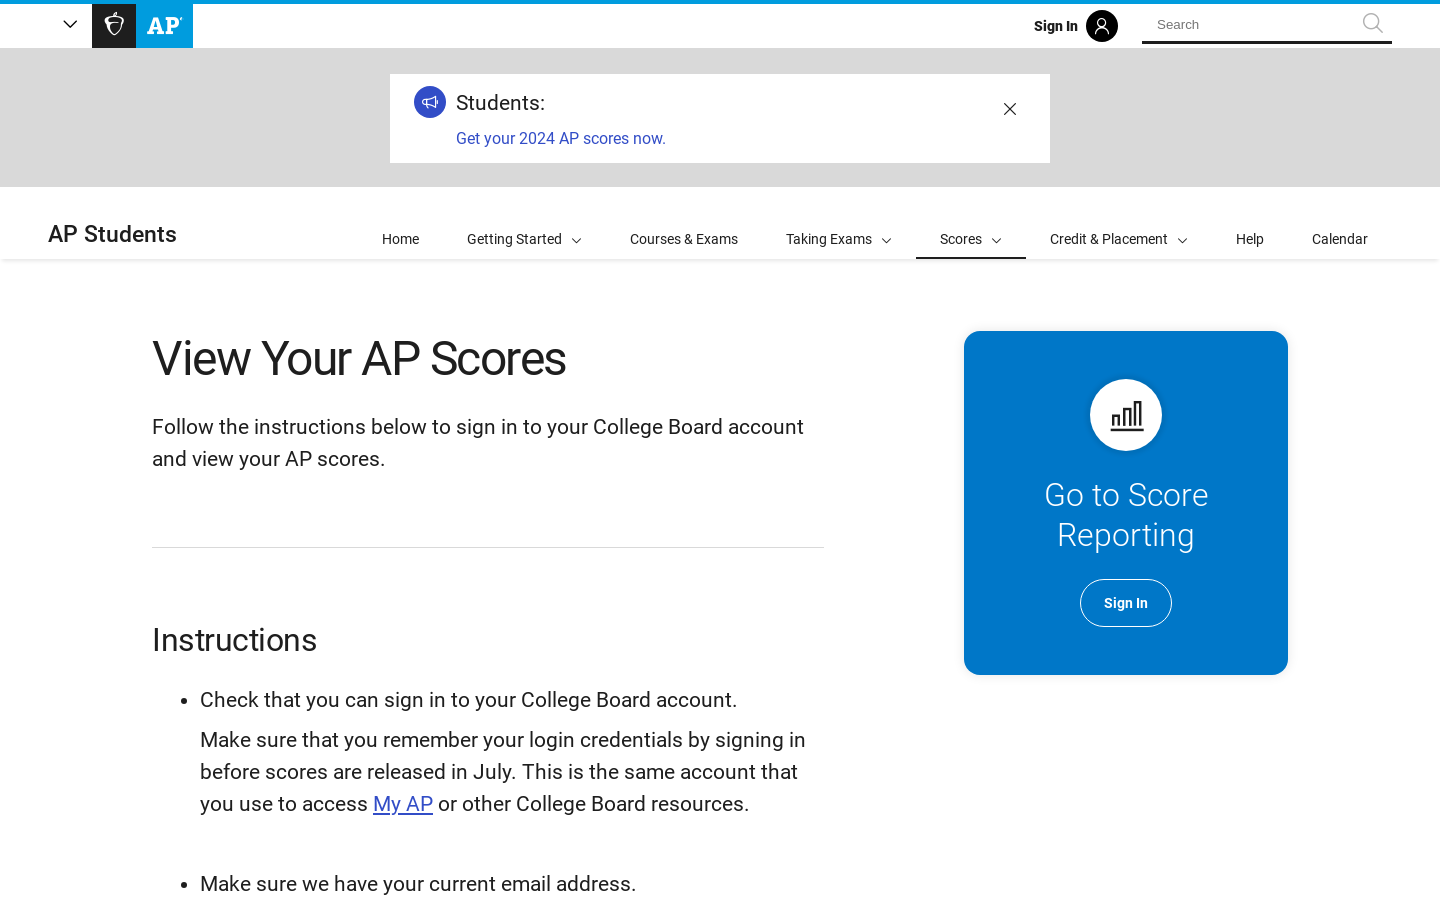 AP
Sign In
Search
Students:
Get your 2024 AP scores now.
AP Students
Home
Getting Started
Courses & Exams
Taking Exams
Scores
Credit & Placement
Help
Calendar
View Your AP Scores
Follow the instructions below to sign in to your College Board account
and view your AP scores.
Go to Score
Reporting
Sign In
Instructions
Check that you can sign in to your College Board account.
Make sure that you remember your login credentials by signing in
before scores are released in July. This is the same account that
you use to access My AP or other College Board resources.
Make sure we have your current email address.